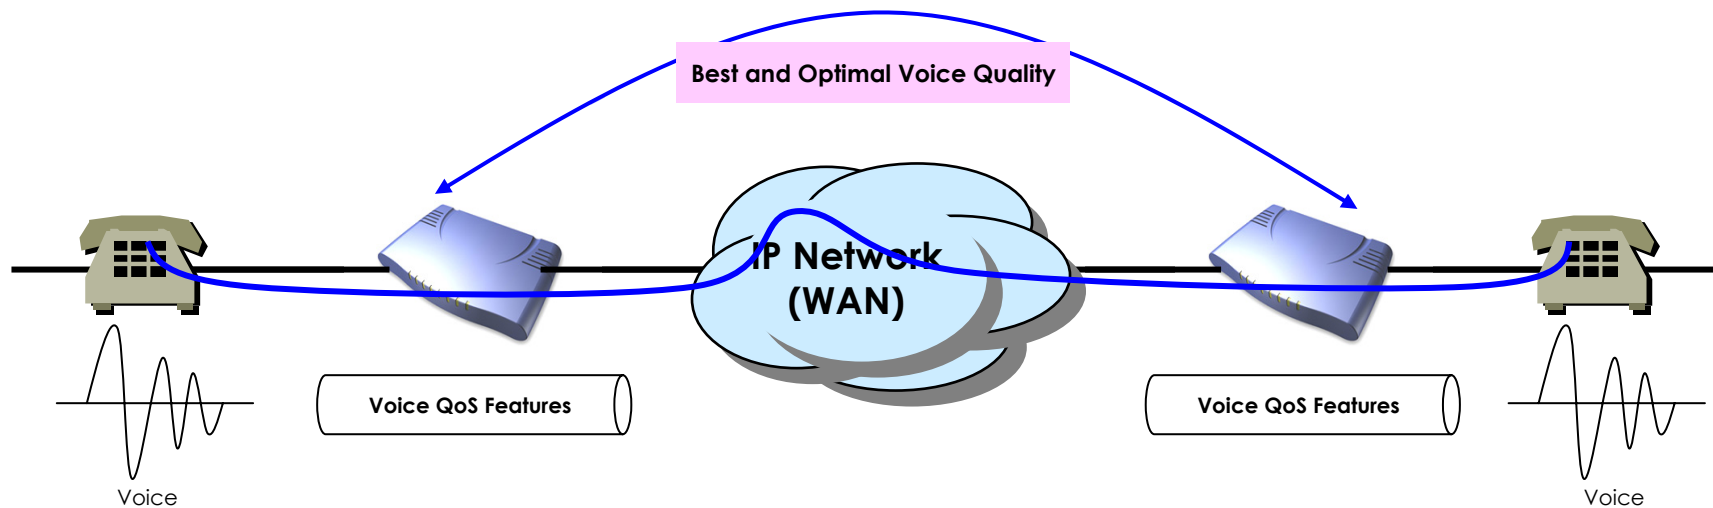 Best and Optimal Voice Quality
IP Network
(WAN)
Voice QoS Features
Voice QoS Features
Voice
Voice